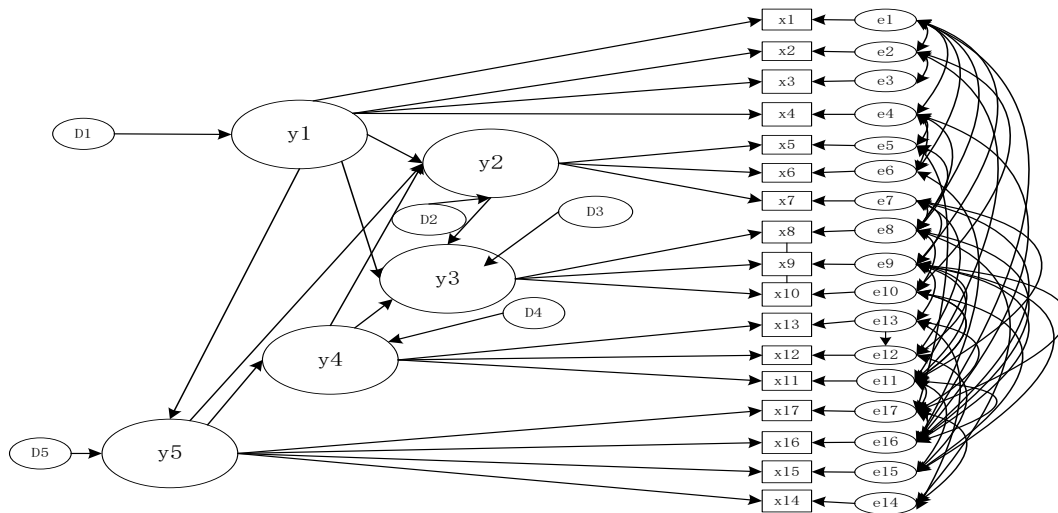 x1 e1
x2 e2
x3 e3
D1 y1 x4 e4
x5 e5
y2 x6 e6
x7 e7
D2 D3 x8 e8
x9 e9
y3 x10 e10
D4 x13 e13
y4 x12 e12
x11 e11
x17 e17
D5 y5 x16 e16
x15 e15
x14 e14